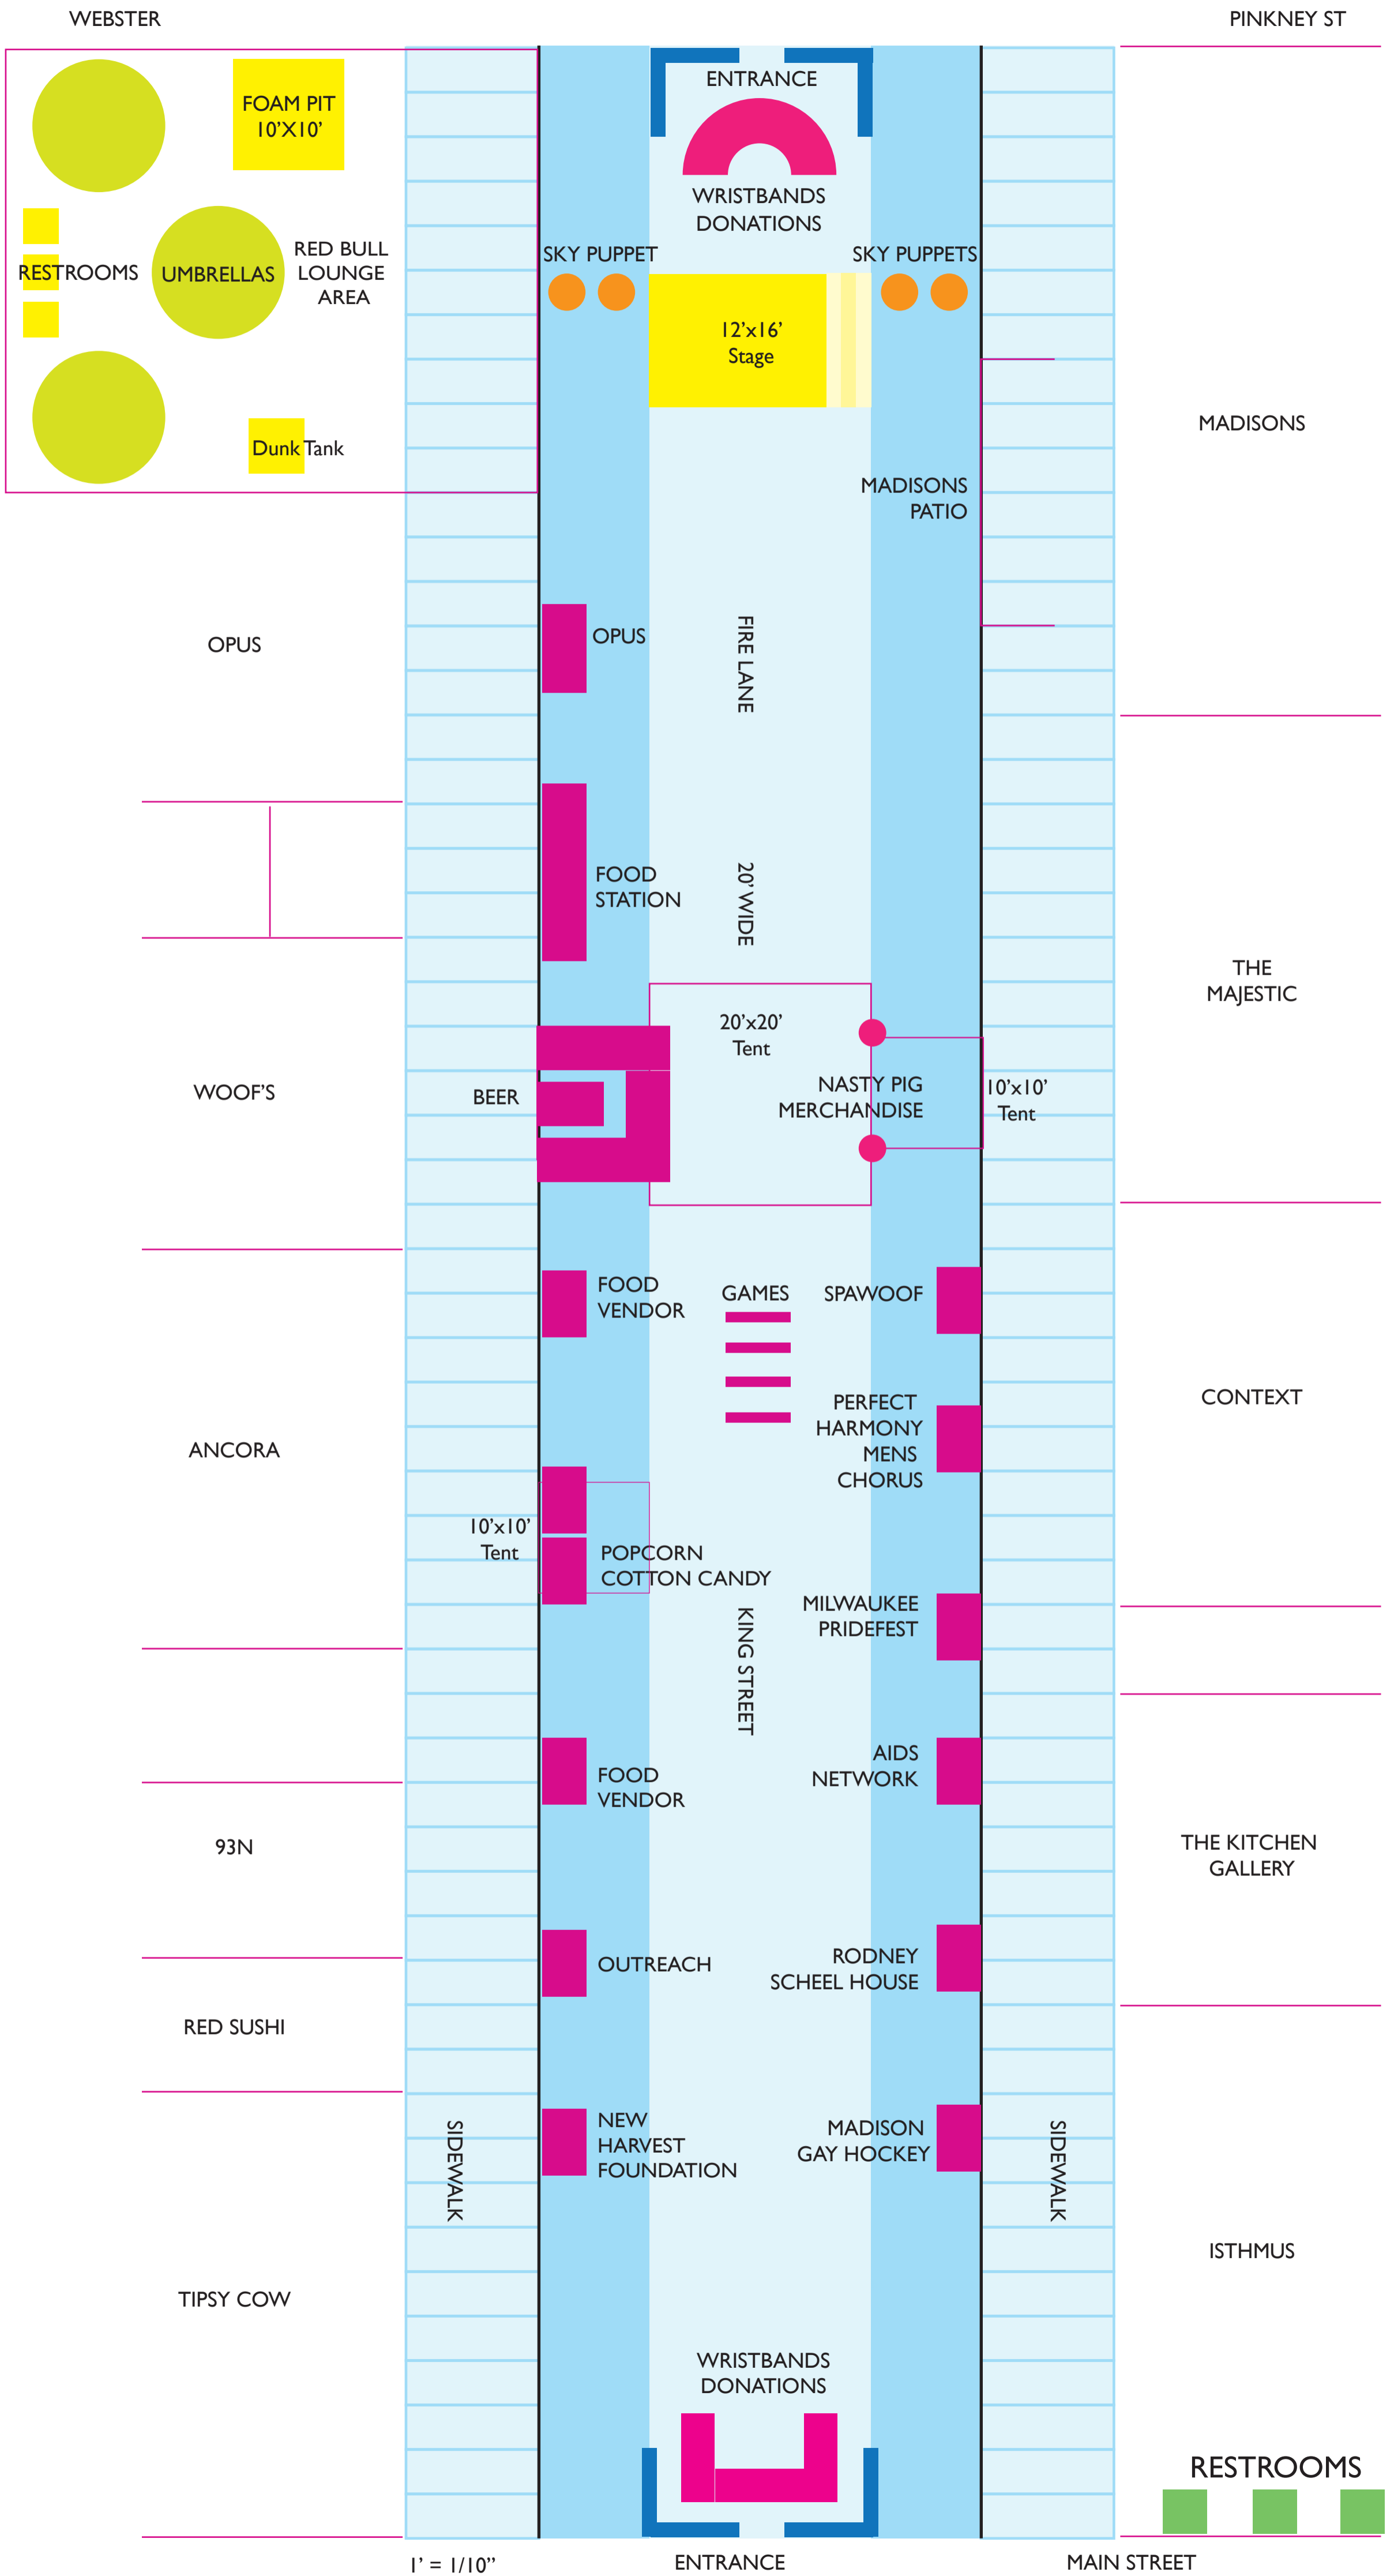 WEBSTER
PINKNEY ST
ENTRANCE
FOAM PIT
10'X10'
WRISTBANDS
DONATIONS
RED BULL
LOUNGE
AREA
RESTROOMS
UMBRELLAS
SKY PUPPET
SKY PUPPETS
12'x16'
Stage
Dunk Tank
MADISONS
MADISONS
PATIO
OPUS
OPUS
FIRE LANE
FOOD
STATION
20' WIDE
THE
MAJESTIC
20'x20'
Tent
WOOF'S
BEER
NASTY PIG
MERCHANDISE
10'x10'
Tent
FOOD
VENDOR
GAMES
SPAWOOF
PERFECT
HARMONY
MENS
CHORUS
CONTEXT
ANCORA
10'x10'
Tent
POPCORN
COTTON CANDY
MILWAUKEE
PRIDEFEST
KING STREET
FOOD
VENDOR
AIDS
NETWORK
93N
THE KITCHEN
GALLERY
OUTREACH
RODNEY
SCHEEL HOUSE
RED SUSHI
SIDEWALK
NEW
HARVEST
FOUNDATION
MADISON
GAY HOCKEY
SIDEWALK
ISTHMUS
TIPSY COW
WRISTBANDS
DONATIONS
RESTROOMS
1' = 1/10"
ENTRANCE
MAIN STREET